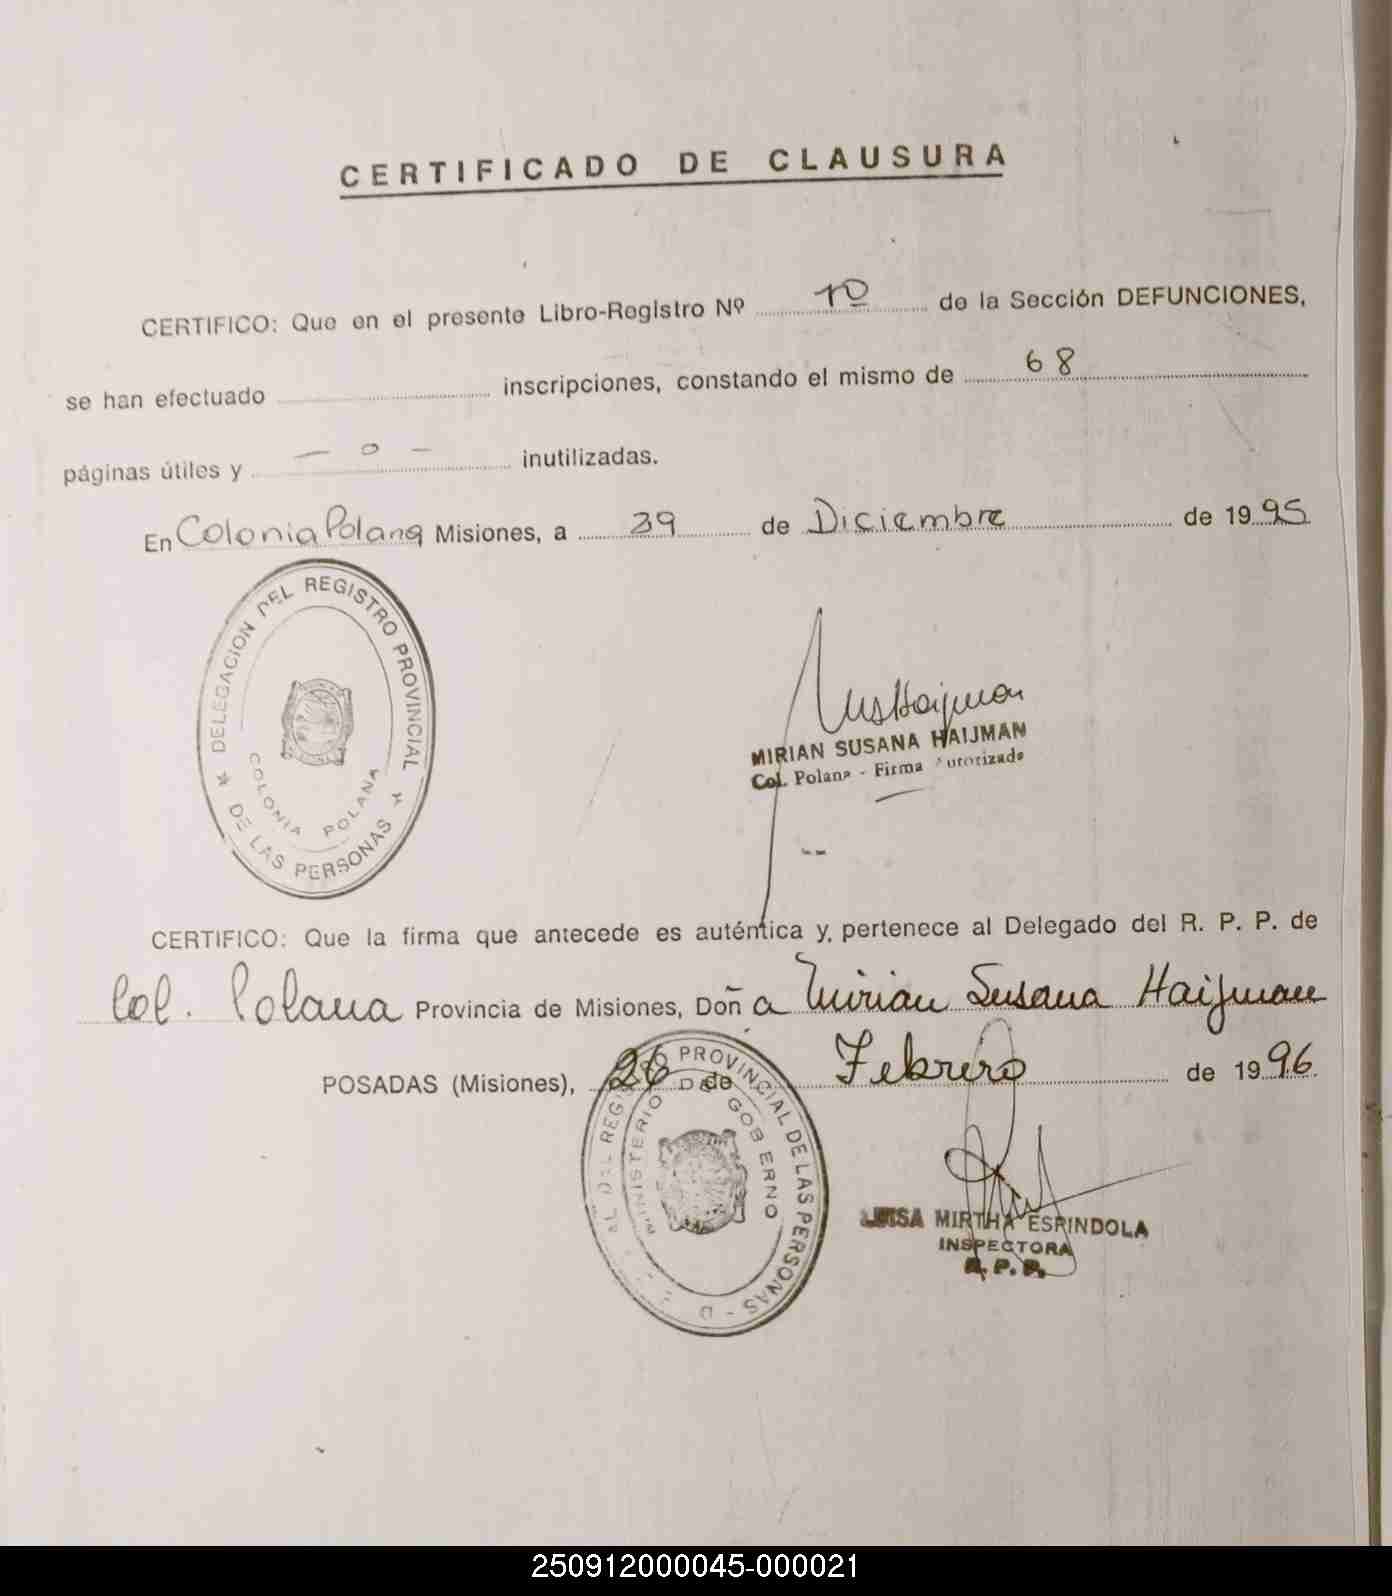 CERTIFICADO DE CLAUSURA
CERTIFICO: Que en el presente Libro-Registro Nº 10 de la Sección DEFUNCIONES,
se han efectuado inscripciones, constando el mismo de 68
páginas útiles y — o — inutilizadas.
En Colonia Polana Misiones, a 29 de Diciembre de 1995
DELEGACION DEL REGISTRO PROVINCIAL
DE LAS PERSONAS
COLONIA POLANA
MIRIAN SUSANA HAIJMAN
Col. Polana - Firma Autorizada
CERTIFICO: Que la firma que antecede es auténtica y, pertenece al Delegado del R. P. P. de
Col. Polana Provincia de Misiones, Doña Mirian Susana Haijman
POSADAS (Misiones), 26 de Febrero de 1996
PROVINCIAL DE LAS PERSONAS
MINISTERIO DE GOBIERNO
LUISA MIRTHA ESPINDOLA
INSPECTORA
R. P. P.
250912000045-000021